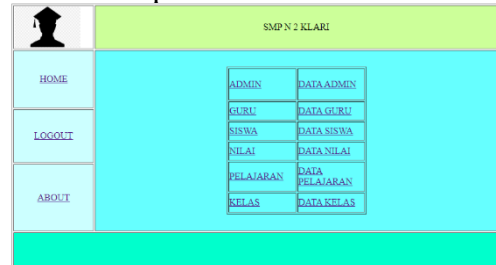 SMP N 2 KLARI
HOME
LOGOUT
ABOUT
ADMIN DATA ADMIN
GURU DATA GURU
SISWA DATA SISWA
NILAI DATA NILAI
PELAJARAN DATA
PELAJARAN
KELAS DATA KELAS